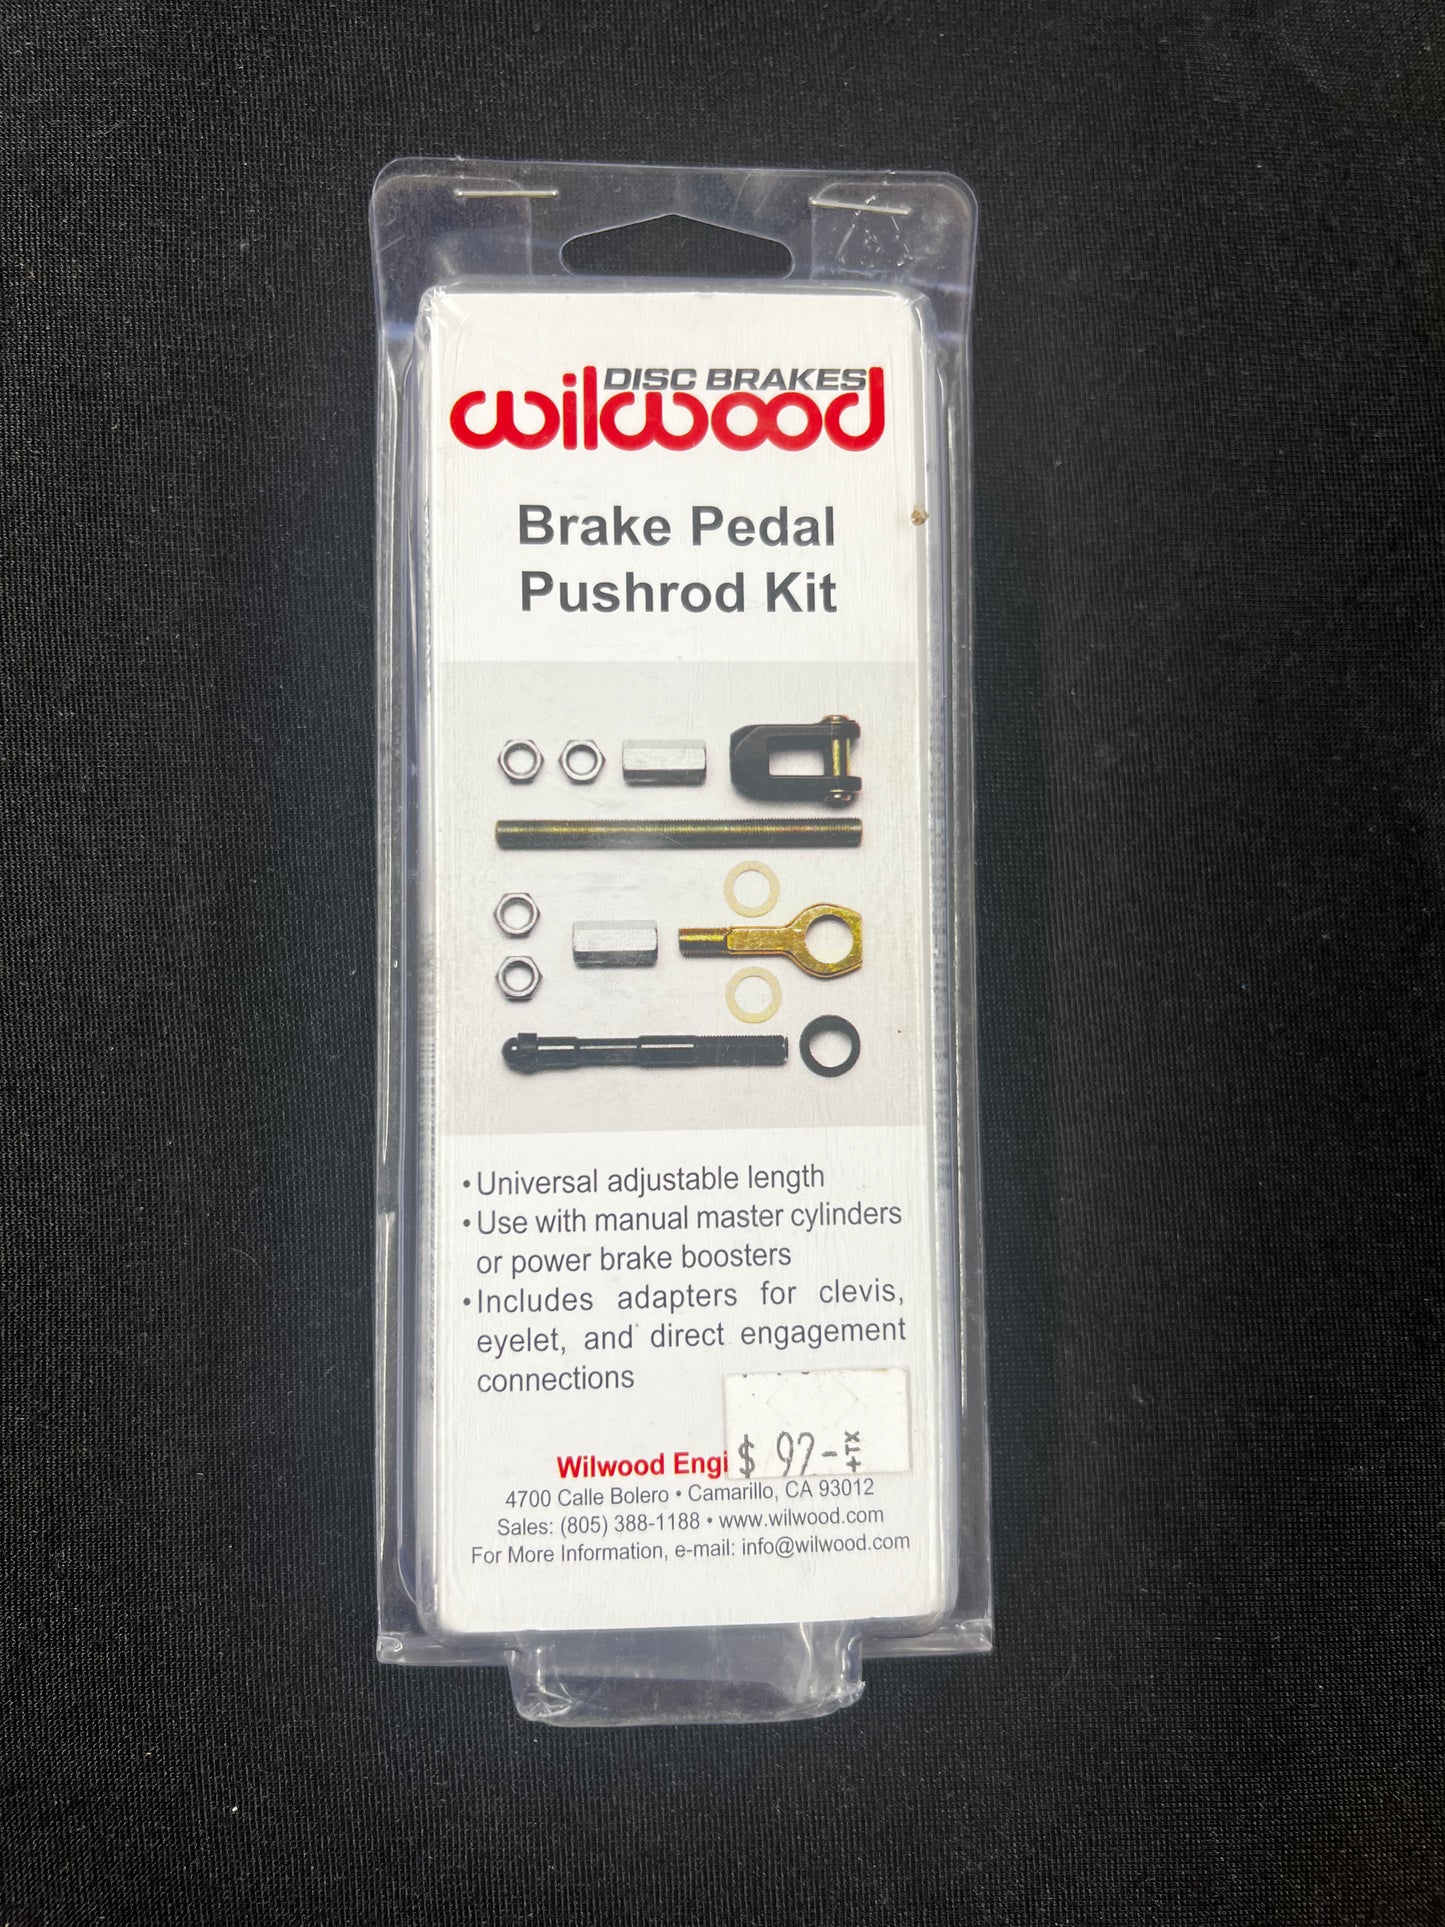 DISC BRAKES
wilwood
Brake Pedal
Pushrod Kit
• Universal adjustable length
• Use with manual master cylinders
or power brake boosters
• Includes adapters for clevis,
eyelet, and direct engagement
connections
Wilwood Engi
$ 97- +TX
4700 Calle Bolero • Camarillo, CA 93012
Sales: (805) 388-1188 • www.wilwood.com
For More Information, e-mail: info@wilwood.com